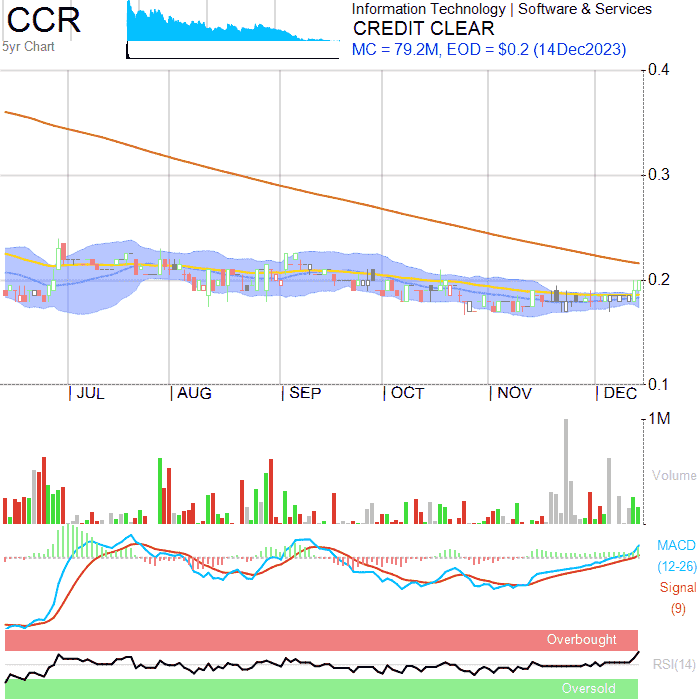 CCR
5yr Chart
Information Technology | Software & Services
CREDIT CLEAR
MC = 79.2M, EOD = $0.2 (14Dec2023)
0.4
0.3
0.2
0.1
| JUL
| AUG
| SEP
| OCT
| NOV
| DEC
1M
Volume
MACD
(12-26)
Signal
(9)
Overbought
RSI(14)
Oversold